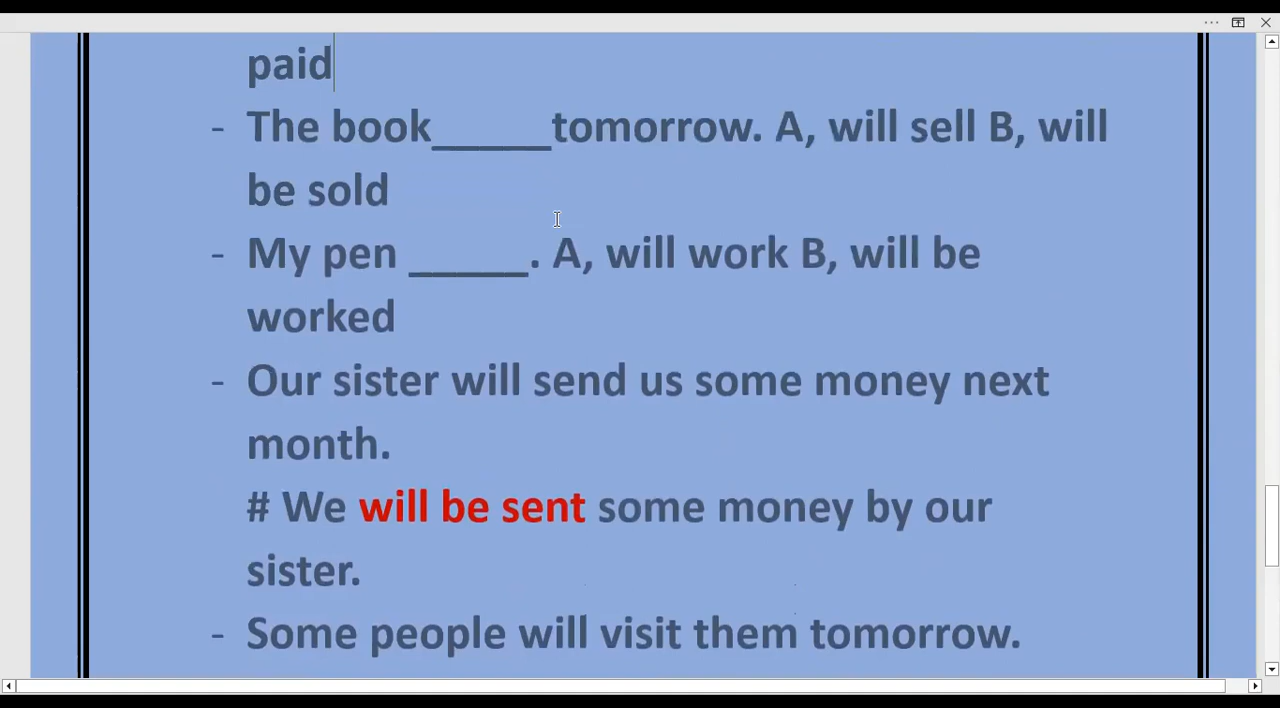 paid
- The book_____tomorrow. A, will sell B, will
be sold
- My pen _____. A, will work B, will be
worked
- Our sister will send us some money next
month.
# We will be sent some money by our
sister.
- Some people will visit them tomorrow.